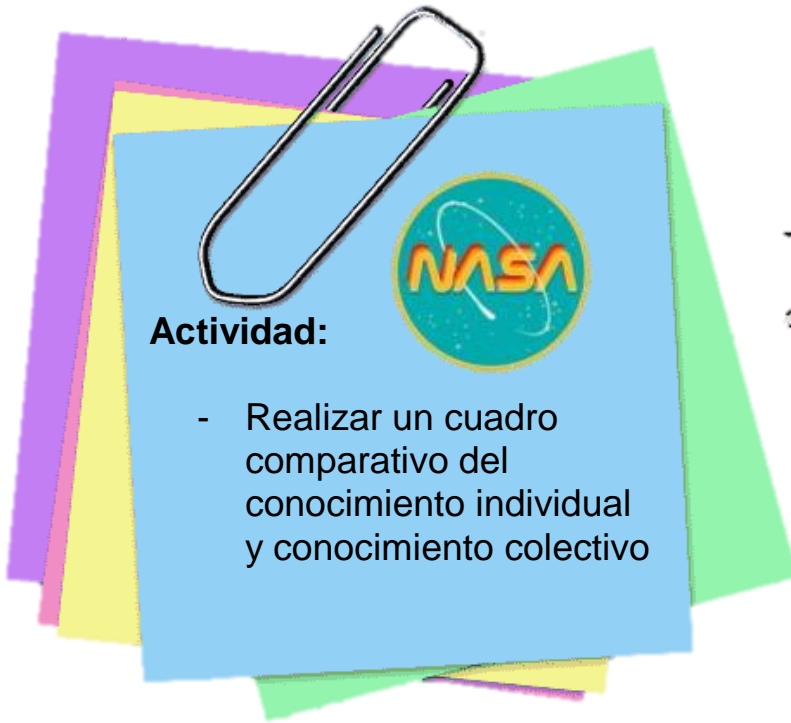 NASA
Actividad:
- Realizar un cuadro
comparativo del
conocimiento individual
y conocimiento colectivo